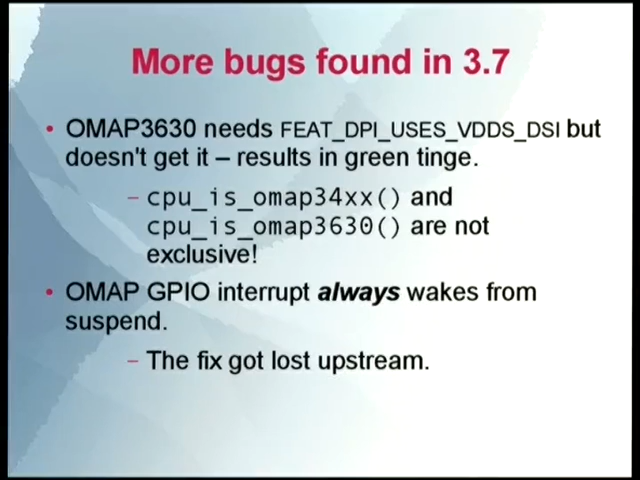 More bugs found in 3.7
• OMAP3630 needs FEAT_DPI_USES_VDDS_DSI but
doesn't get it – results in green tinge.
– cpu_is_omap34xx() and
cpu_is_omap3630() are not
exclusive!
• OMAP GPIO interrupt always wakes from
suspend.
– The fix got lost upstream.